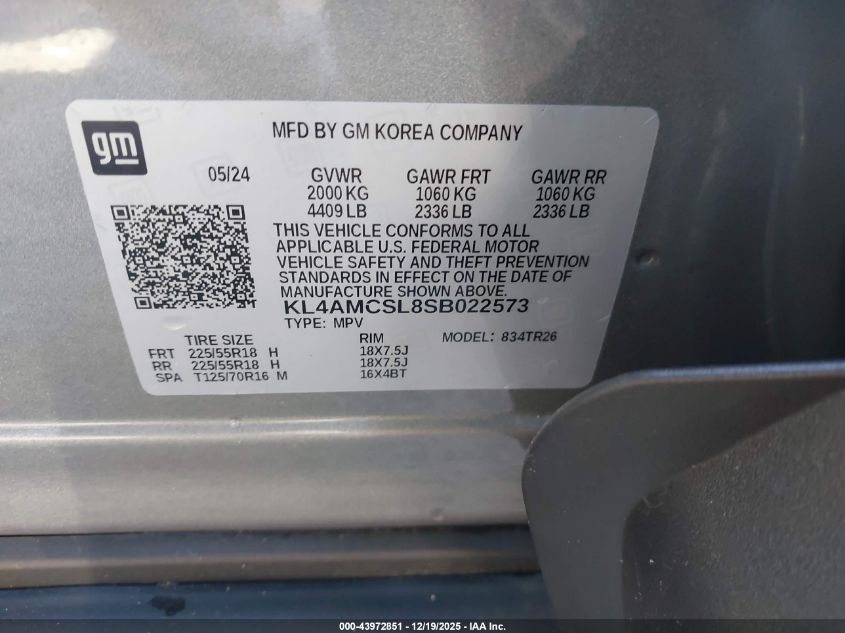 gm
MFD BY GM KOREA COMPANY
05/24 GVWR GAWR FRT GAWR RR
2000 KG 1060 KG 1060 KG
4409 LB 2336 LB 2336 LB
THIS VEHICLE CONFORMS TO ALL
APPLICABLE U.S. FEDERAL MOTOR
VEHICLE SAFETY AND THEFT PREVENTION
STANDARDS IN EFFECT ON THE DATE OF
MANUFACTURE SHOWN ABOVE.
KL4AMCSL8SB022573
TYPE: MPV
TIRE SIZE RIM MODEL: 834TR26
FRT 225/55R18 H 18X7.5J
RR 225/55R18 H 18X7.5J
SPA T125/70R16 M 16X4BT
000-43972851 - 12/19/2025 - IAA Inc.